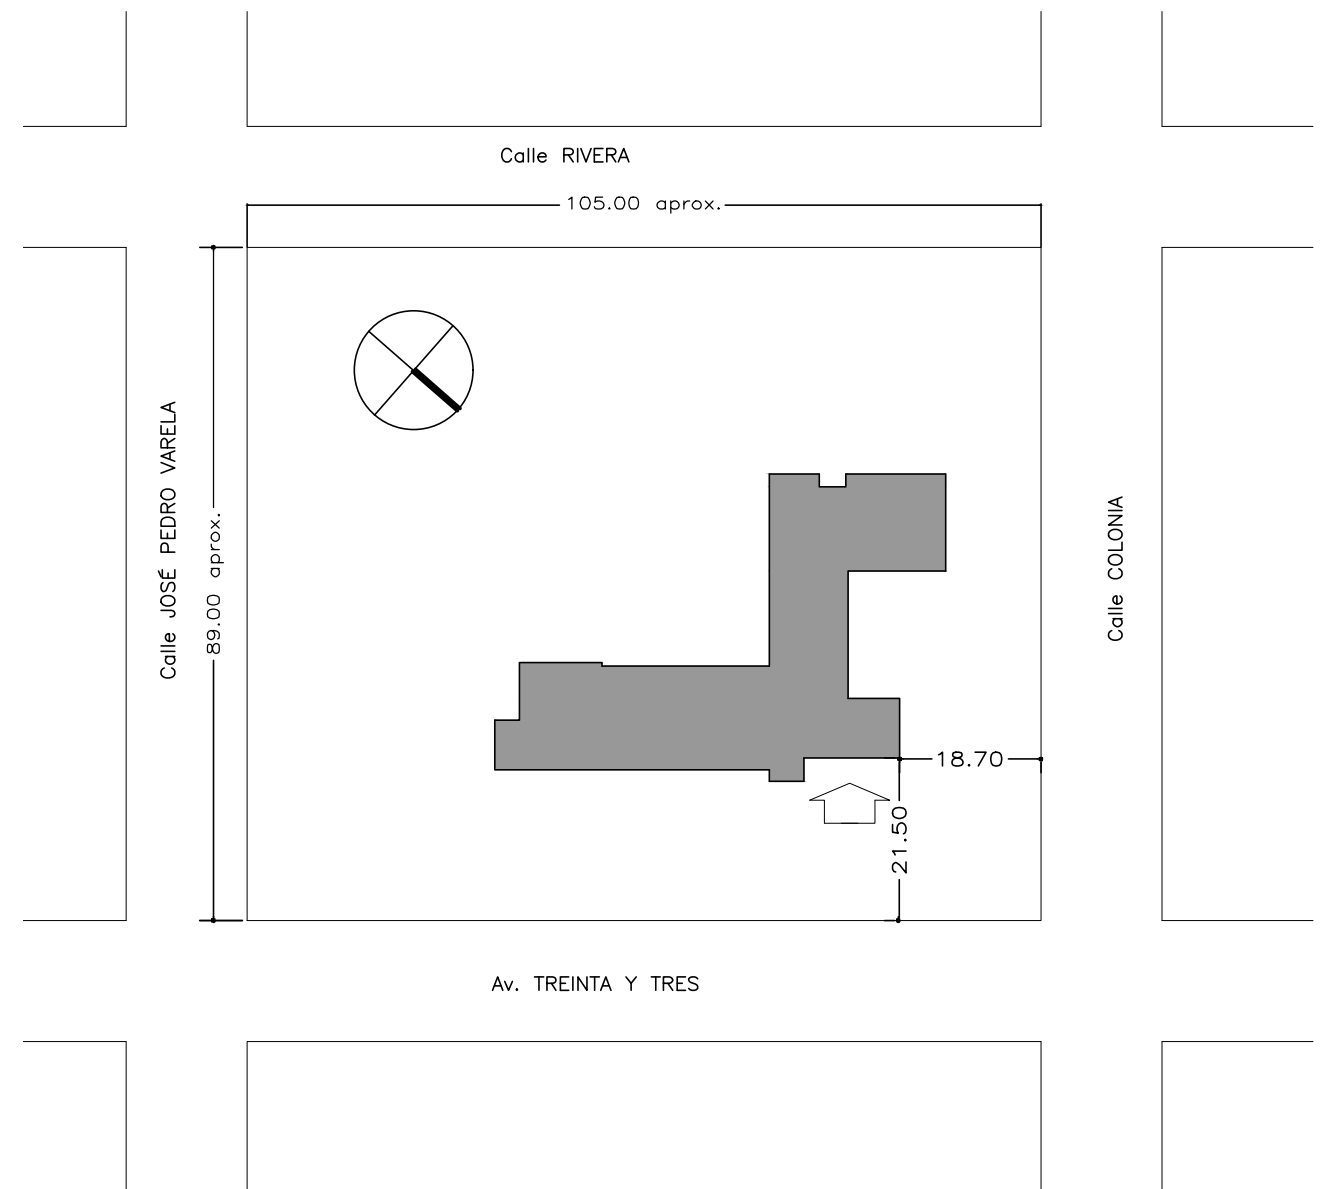 Calle RIVERA
105.00 aprox.
Calle JOSÉ PEDRO VARELA
89.00 aprox.
Calle COLONIA
18.70
21.50
Av. TREINTA Y TRES